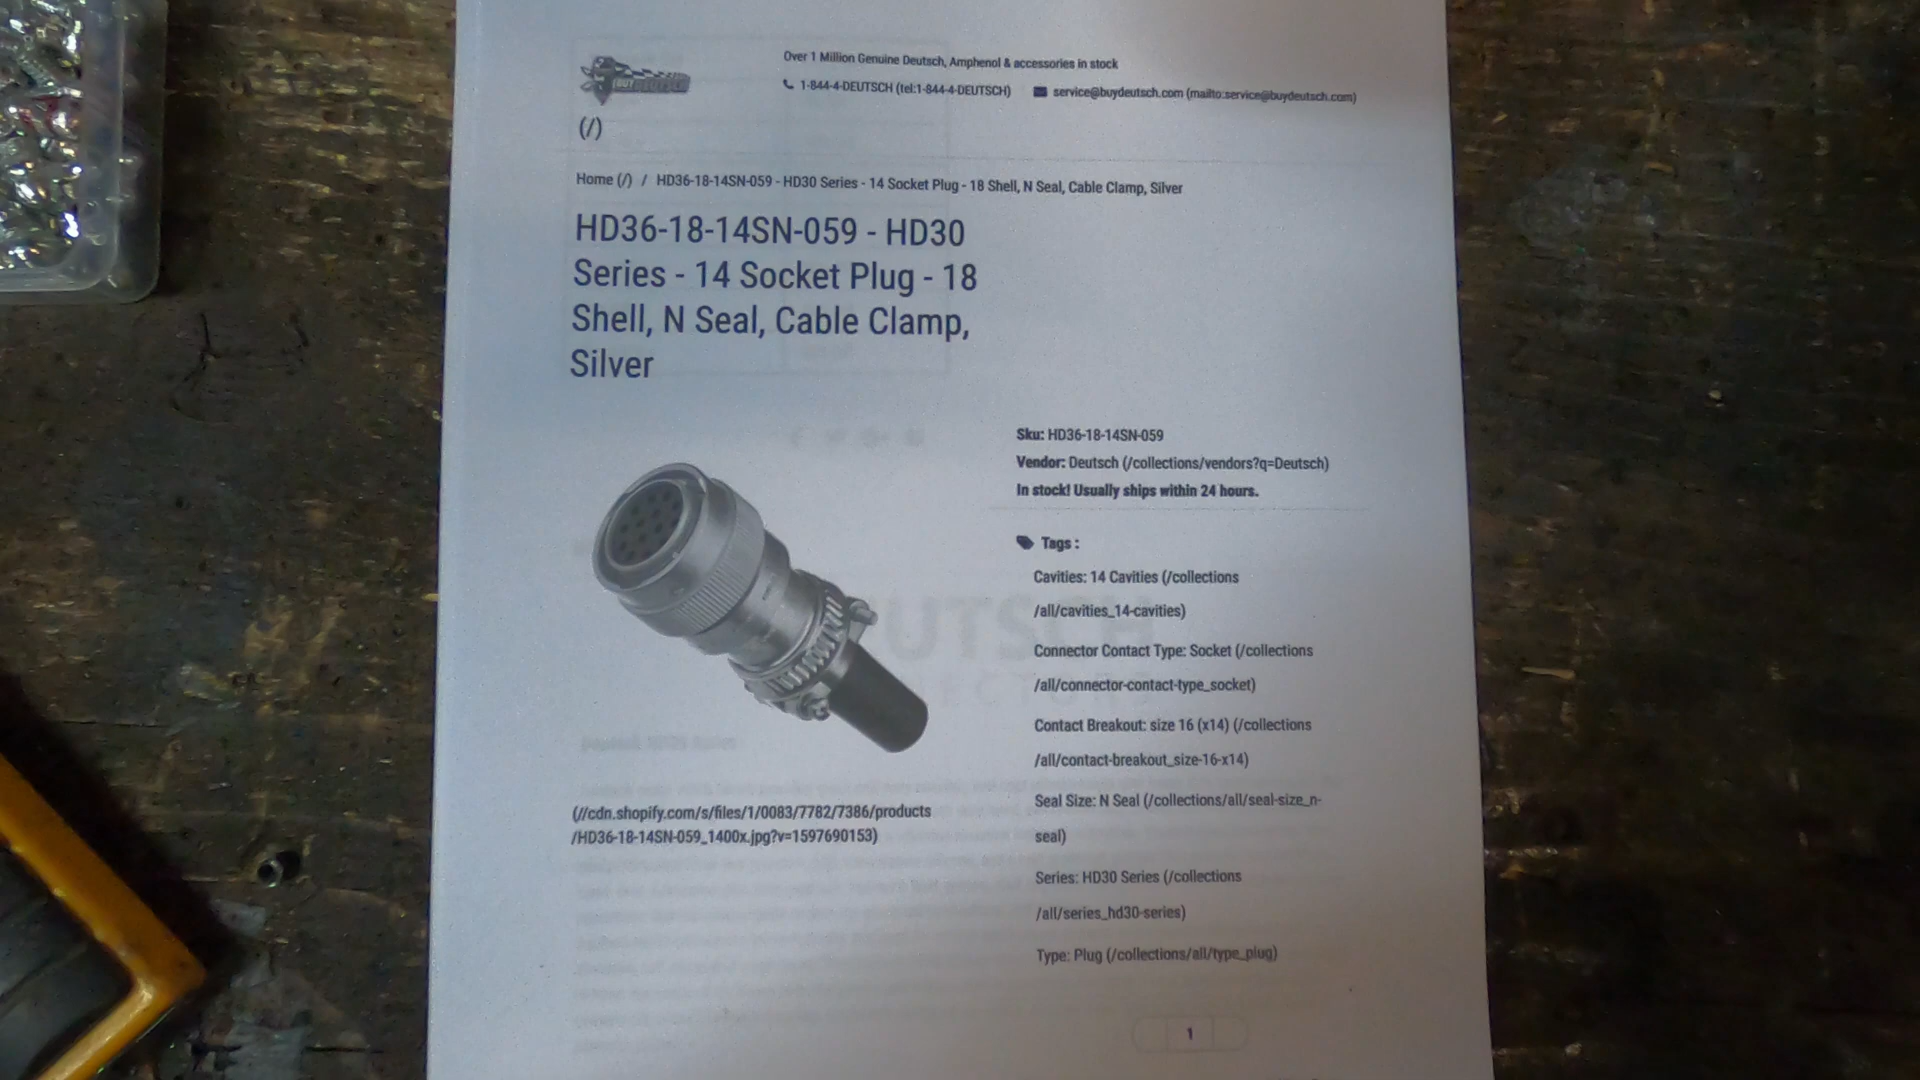 BUY DEUTSCH
Over 1 Million Genuine Deutsch, Amphenol & accessories in stock
1-844-4-DEUTSCH (tel:1-844-4-DEUTSCH) service@buydeutsch.com (mailto:service@buydeutsch.com)
(/)
Home (/) / HD36-18-14SN-059 - HD30 Series - 14 Socket Plug - 18 Shell, N Seal, Cable Clamp, Silver
HD36-18-14SN-059 - HD30
Series - 14 Socket Plug - 18
Shell, N Seal, Cable Clamp,
Silver
Sku: HD36-18-14SN-059
Vendor: Deutsch (/collections/vendors?q=Deutsch)
In stock! Usually ships within 24 hours.
Tags :
Cavities: 14 Cavities (/collections
/all/cavities_14-cavities)
Connector Contact Type: Socket (/collections
/all/connector-contact-type_socket)
Contact Breakout: size 16 (x14) (/collections
/all/contact-breakout_size-16-x14)
Seal Size: N Seal (/collections/all/seal-size_n-
seal)
Series: HD30 Series (/collections
/all/series_hd30-series)
Type: Plug (/collections/all/type_plug)
(//cdn.shopify.com/s/files/1/0083/7782/7386/products
/HD36-18-14SN-059_1400x.jpg?v=1597690153)
1